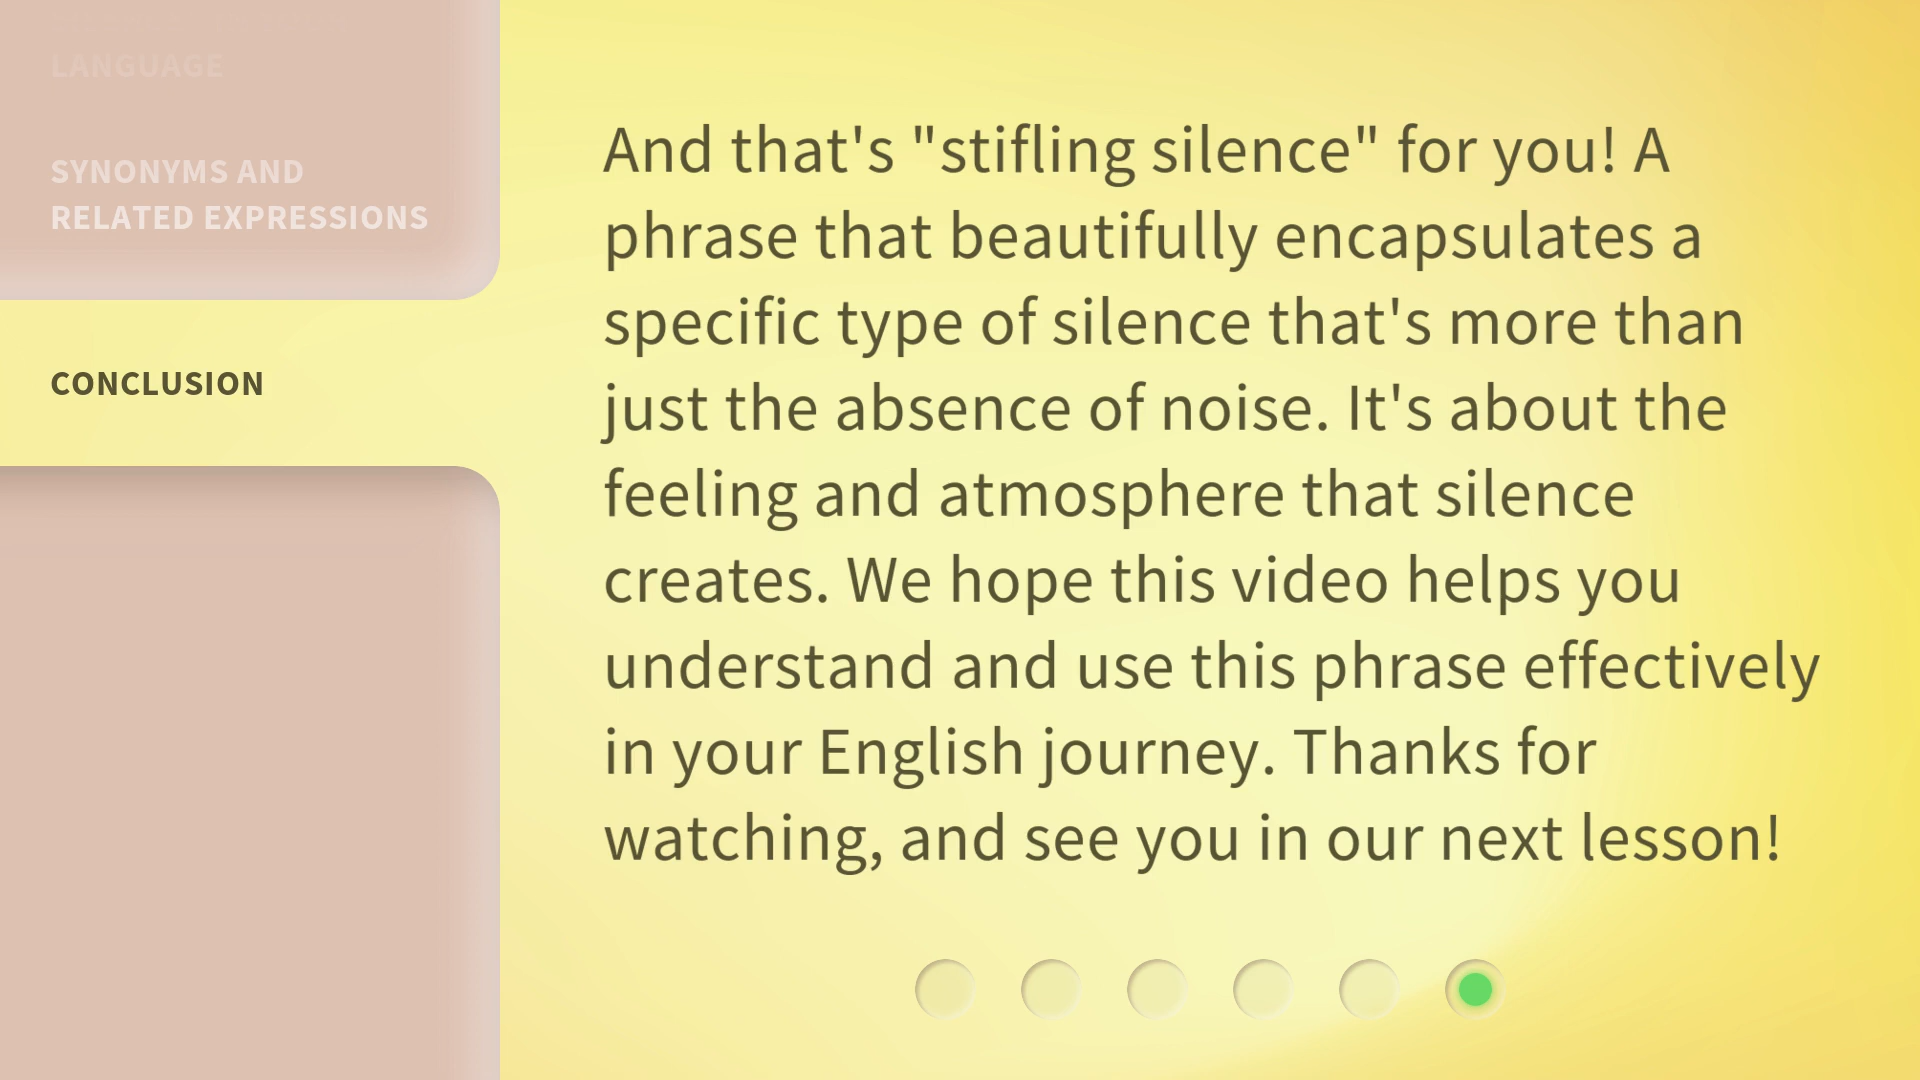 LANGUAGE
SYNONYMS AND
RELATED EXPRESSIONS
CONCLUSION
And that's "stifling silence" for you! A
phrase that beautifully encapsulates a
specific type of silence that's more than
just the absence of noise. It's about the
feeling and atmosphere that silence
creates. We hope this video helps you
understand and use this phrase effectively
in your English journey. Thanks for
watching, and see you in our next lesson!